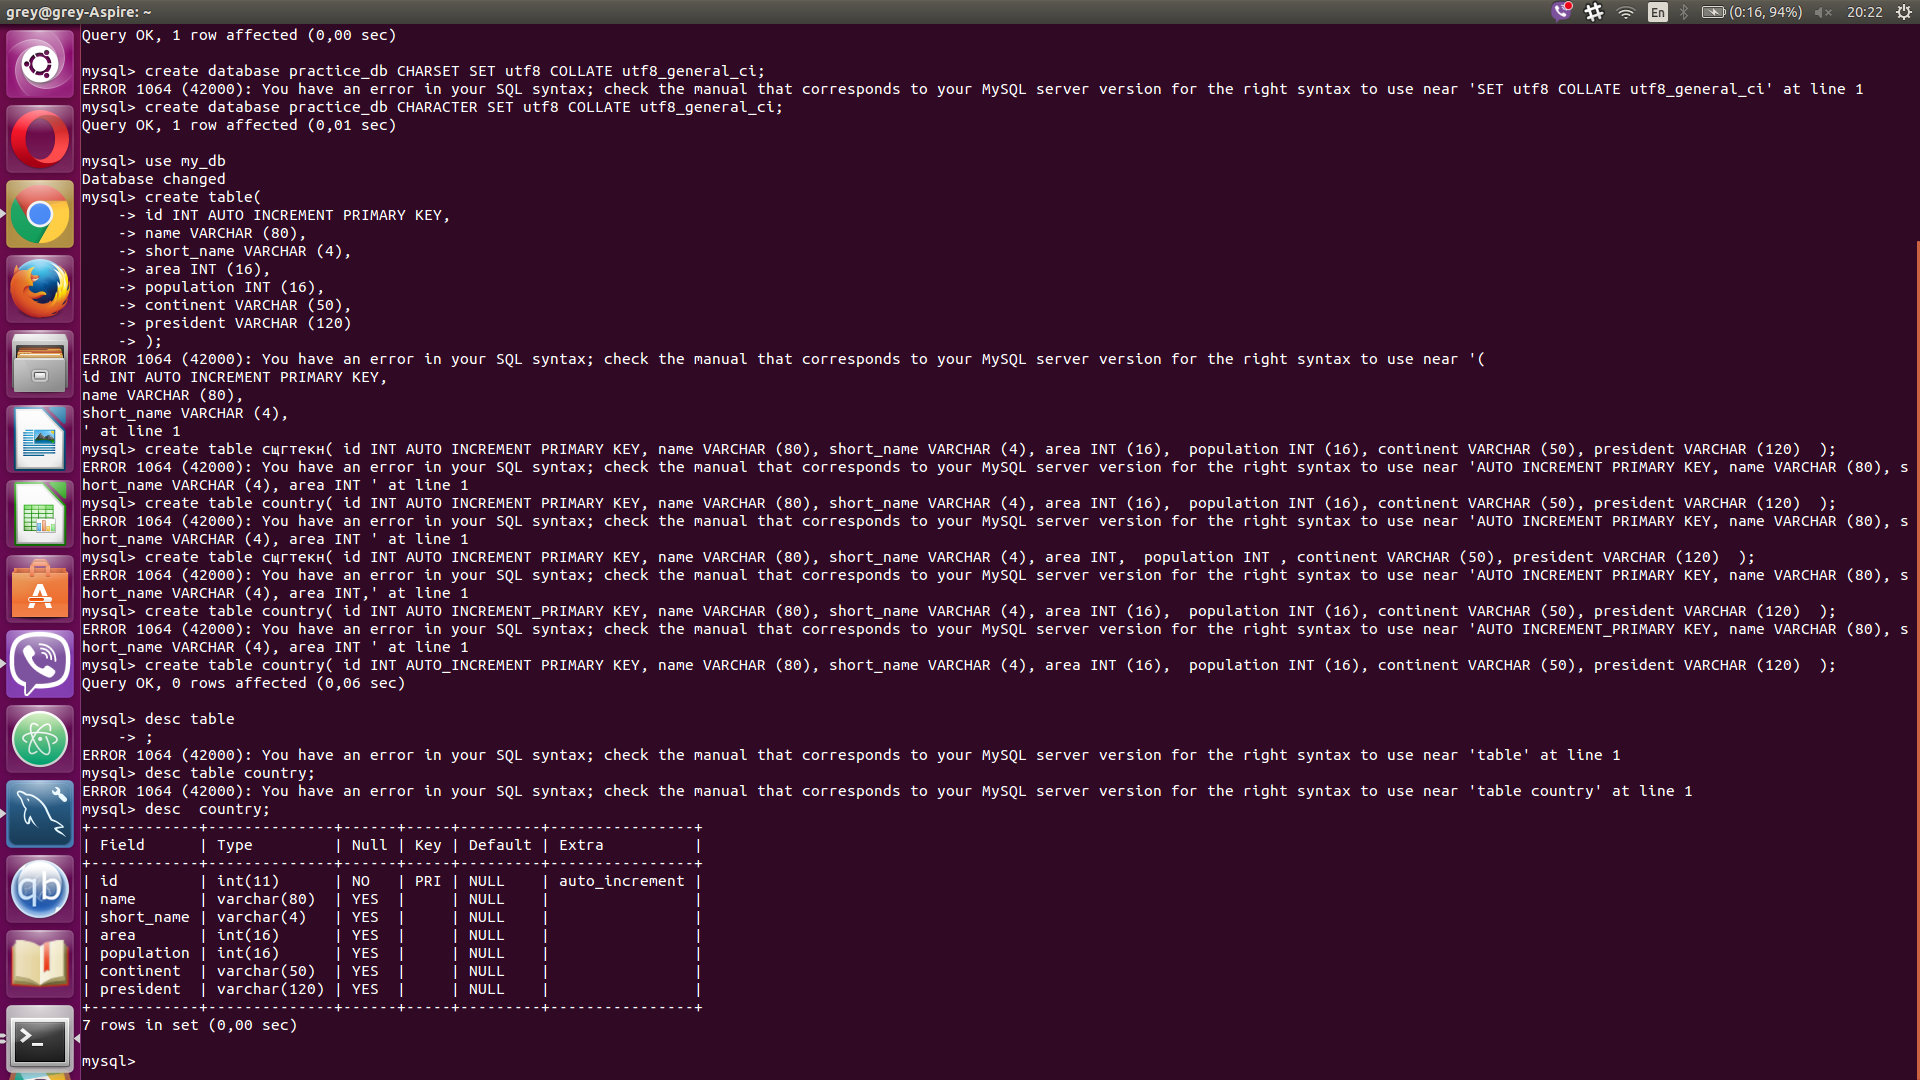 grey@grey-Aspire: ~
En
(0:16, 94%)
20:22
Query OK, 1 row affected (0,00 sec)
mysql> create database practice_db CHARSET SET utf8 COLLATE utf8_general_ci;
ERROR 1064 (42000): You have an error in your SQL syntax; check the manual that corresponds to your MySQL server version for the right syntax to use near 'SET utf8 COLLATE utf8_general_ci' at line 1
mysql> create database practice_db CHARACTER SET utf8 COLLATE utf8_general_ci;
Query OK, 1 row affected (0,01 sec)
mysql> use my_db
Database changed
mysql> create table(
    -> id INT AUTO INCREMENT PRIMARY KEY,
    -> name VARCHAR (80),
    -> short_name VARCHAR (4),
    -> area INT (16),
    -> population INT (16),
    -> continent VARCHAR (50),
    -> president VARCHAR (120)
    -> );
ERROR 1064 (42000): You have an error in your SQL syntax; check the manual that corresponds to your MySQL server version for the right syntax to use near '(
id INT AUTO INCREMENT PRIMARY KEY,
name VARCHAR (80),
short_name VARCHAR (4),
' at line 1
mysql> create table сщгтекн( id INT AUTO INCREMENT PRIMARY KEY, name VARCHAR (80), short_name VARCHAR (4), area INT (16),  population INT (16), continent VARCHAR (50), president VARCHAR (120)  );
ERROR 1064 (42000): You have an error in your SQL syntax; check the manual that corresponds to your MySQL server version for the right syntax to use near 'AUTO INCREMENT PRIMARY KEY, name VARCHAR (80), s
hort_name VARCHAR (4), area INT ' at line 1
mysql> create table country( id INT AUTO INCREMENT PRIMARY KEY, name VARCHAR (80), short_name VARCHAR (4), area INT (16),  population INT (16), continent VARCHAR (50), president VARCHAR (120)  );
ERROR 1064 (42000): You have an error in your SQL syntax; check the manual that corresponds to your MySQL server version for the right syntax to use near 'AUTO INCREMENT PRIMARY KEY, name VARCHAR (80), s
hort_name VARCHAR (4), area INT ' at line 1
mysql> create table сщгтекн( id INT AUTO INCREMENT PRIMARY KEY, name VARCHAR (80), short_name VARCHAR (4), area INT,  population INT , continent VARCHAR (50), president VARCHAR (120)  );
ERROR 1064 (42000): You have an error in your SQL syntax; check the manual that corresponds to your MySQL server version for the right syntax to use near 'AUTO INCREMENT PRIMARY KEY, name VARCHAR (80), s
hort_name VARCHAR (4), area INT,' at line 1
mysql> create table country( id INT AUTO INCREMENT_PRIMARY KEY, name VARCHAR (80), short_name VARCHAR (4), area INT (16),  population INT (16), continent VARCHAR (50), president VARCHAR (120)  );
ERROR 1064 (42000): You have an error in your SQL syntax; check the manual that corresponds to your MySQL server version for the right syntax to use near 'AUTO INCREMENT_PRIMARY KEY, name VARCHAR (80), s
hort_name VARCHAR (4), area INT ' at line 1
mysql> create table country( id INT AUTO_INCREMENT PRIMARY KEY, name VARCHAR (80), short_name VARCHAR (4), area INT (16),  population INT (16), continent VARCHAR (50), president VARCHAR (120)  );
Query OK, 0 rows affected (0,06 sec)
mysql> desc table
    -> ;
ERROR 1064 (42000): You have an error in your SQL syntax; check the manual that corresponds to your MySQL server version for the right syntax to use near 'table' at line 1
mysql> desc table country;
ERROR 1064 (42000): You have an error in your SQL syntax; check the manual that corresponds to your MySQL server version for the right syntax to use near 'table country' at line 1
mysql> desc  country;
+------------+--------------+------+-----+---------+----------------+
| Field      | Type         | Null | Key | Default | Extra          |
+------------+--------------+------+-----+---------+----------------+
| id         | int(11)      | NO   | PRI | NULL    | auto_increment |
| name       | varchar(80)  | YES  |     | NULL    |                |
| short_name | varchar(4)   | YES  |     | NULL    |                |
| area       | int(16)      | YES  |     | NULL    |                |
| population | int(16)      | YES  |     | NULL    |                |
| continent  | varchar(50)  | YES  |     | NULL    |                |
| president  | varchar(120) | YES  |     | NULL    |                |
+------------+--------------+------+-----+---------+----------------+
7 rows in set (0,00 sec)
mysql>
qb